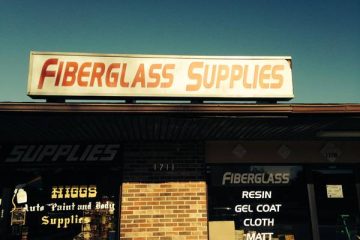 FIBERGLASS SUPPLIES
SUPPLIES
1711
HIGGS
Auto Paint and Body
Supplies
FIBERGLASS
RESIN
GEL COAT
CLOTH
MATT